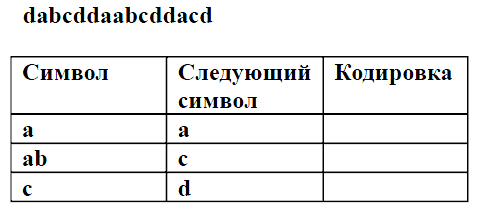 dabcddaabcddacd
Символ Следующий Кодировка
символ
a a
ab c
c d